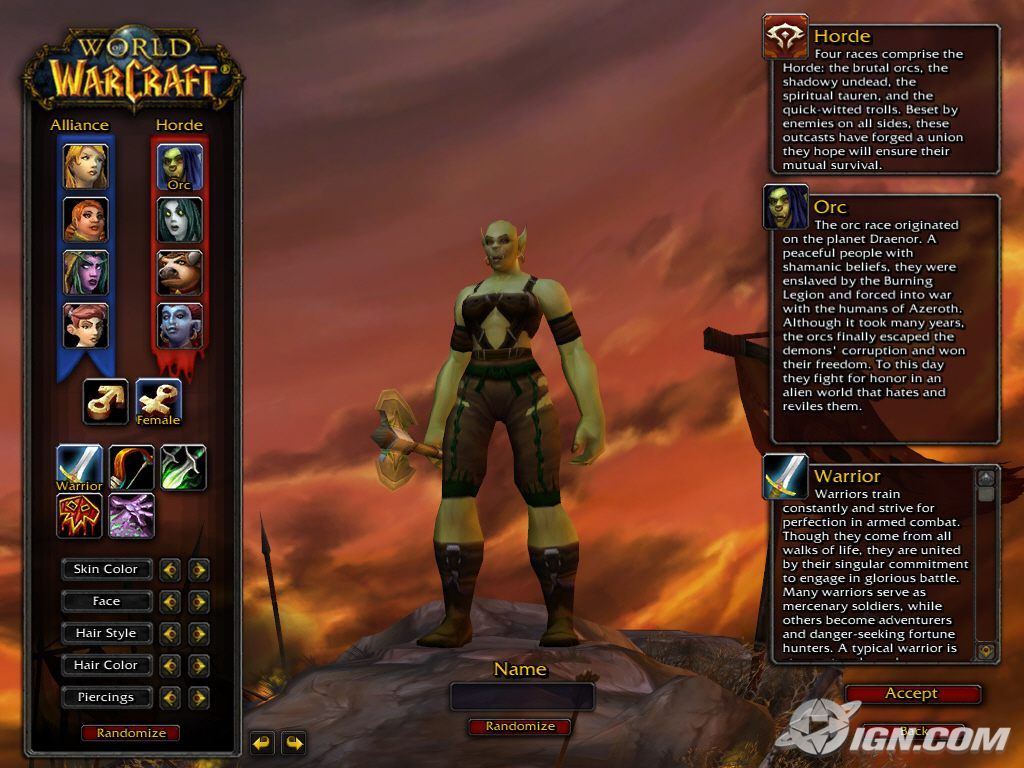 WORLD
WARCRAFT®
Alliance
Horde
Orc
Female
Warrior
Skin Color
Face
Hair Style
Hair Color
Piercings
Randomize
Name
Randomize
Horde
Four races comprise the
Horde: the brutal orcs, the
shadowy undead, the
spiritual tauren, and the
quick-witted trolls. Beset by
enemies on all sides, these
outcasts have forged a union
they hope will ensure their
mutual survival.
Orc
The orc race originated
on the planet Draenor. A
peaceful people with
shamanic beliefs, they were
enslaved by the Burning
Legion and forced into war
with the humans of Azeroth.
Although it took many years,
the orcs finally escaped the
demons' corruption and won
their freedom. To this day
they fight for honor in an
alien world that hates and
reviles them.
Warrior
Warriors train
constantly and strive for
perfection in armed combat.
Though they come from all
walks of life, they are united
by their singular commitment
to engage in glorious battle.
Many warriors serve as
mercenary soldiers, while
others become adventurers
and danger-seeking fortune
hunters. A typical warrior is
Accept
Back
IGN.COM